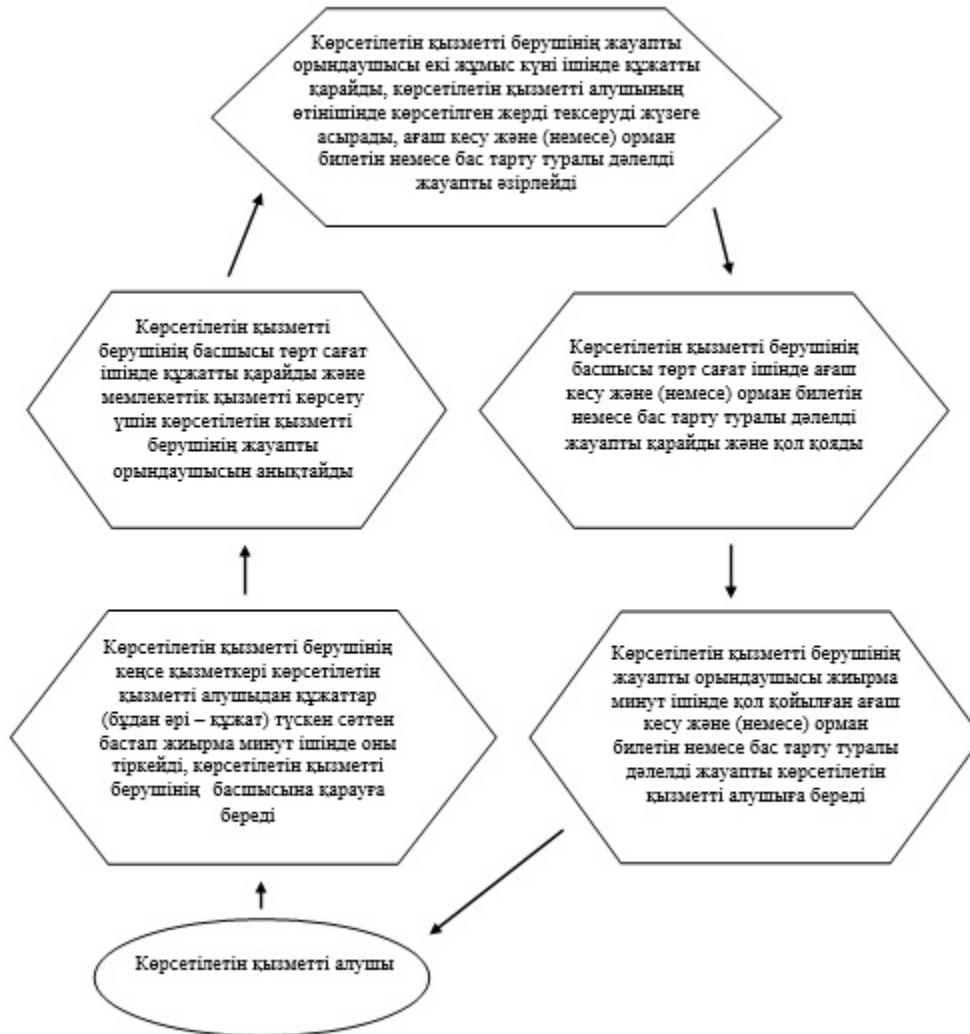 Көрсетілетін қызметті берушінің жауапты
орындаушысы екі жұмыс күні ішінде құжатты
қарайды, көрсетілетін қызметті алушының
өтінішінде көрсетілген жерді тексеруді жүзеге
асырады, ағаш кесу және (немесе) орман
билетін немесе бас тарту туралы дәлелді
жауапты әзірлейді
Көрсетілетін қызметті
берушінің басшысы төрт сағат
ішінде құжатты қарайды және
мемлекеттік қызметті көрсету
үшін көрсетілетін қызметті
берушінің жауапты
орындаушысын анықтайды
Көрсетілетін қызметті берушінің
басшысы төрт сағат ішінде ағаш
кесу және (немесе) орман билетін
немесе бас тарту туралы дәлелді
жауапты қарайды және қол қояды
Көрсетілетін қызметті берушінің
кеңсе қызметкері көрсетілетін
қызметті алушыдан құжаттар
(бұдан әрі – құжат) түскен сәттен
бастап жиырма минут ішінде оны
тіркейді, көрсетілетін қызметті
берушінің басшысына қарауға
береді
Көрсетілетін қызметті берушінің
жауапты орындаушысы жиырма
минут ішінде қол қойылған ағаш
кесу және (немесе) орман
билетін немесе бас тарту туралы
дәлелді жауапты көрсетілетін
қызметті алушыға береді
Көрсетілетін қызметті алушы